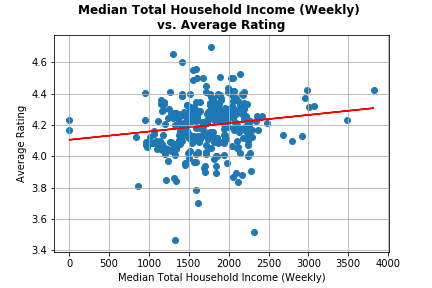 Median Total Household Income (Weekly)
vs. Average Rating
Average Rating
4.6
4.4
4.2
4.0
3.8
3.6
3.4
0 500 1000 1500 2000 2500 3000 3500 4000
Median Total Household Income (Weekly)